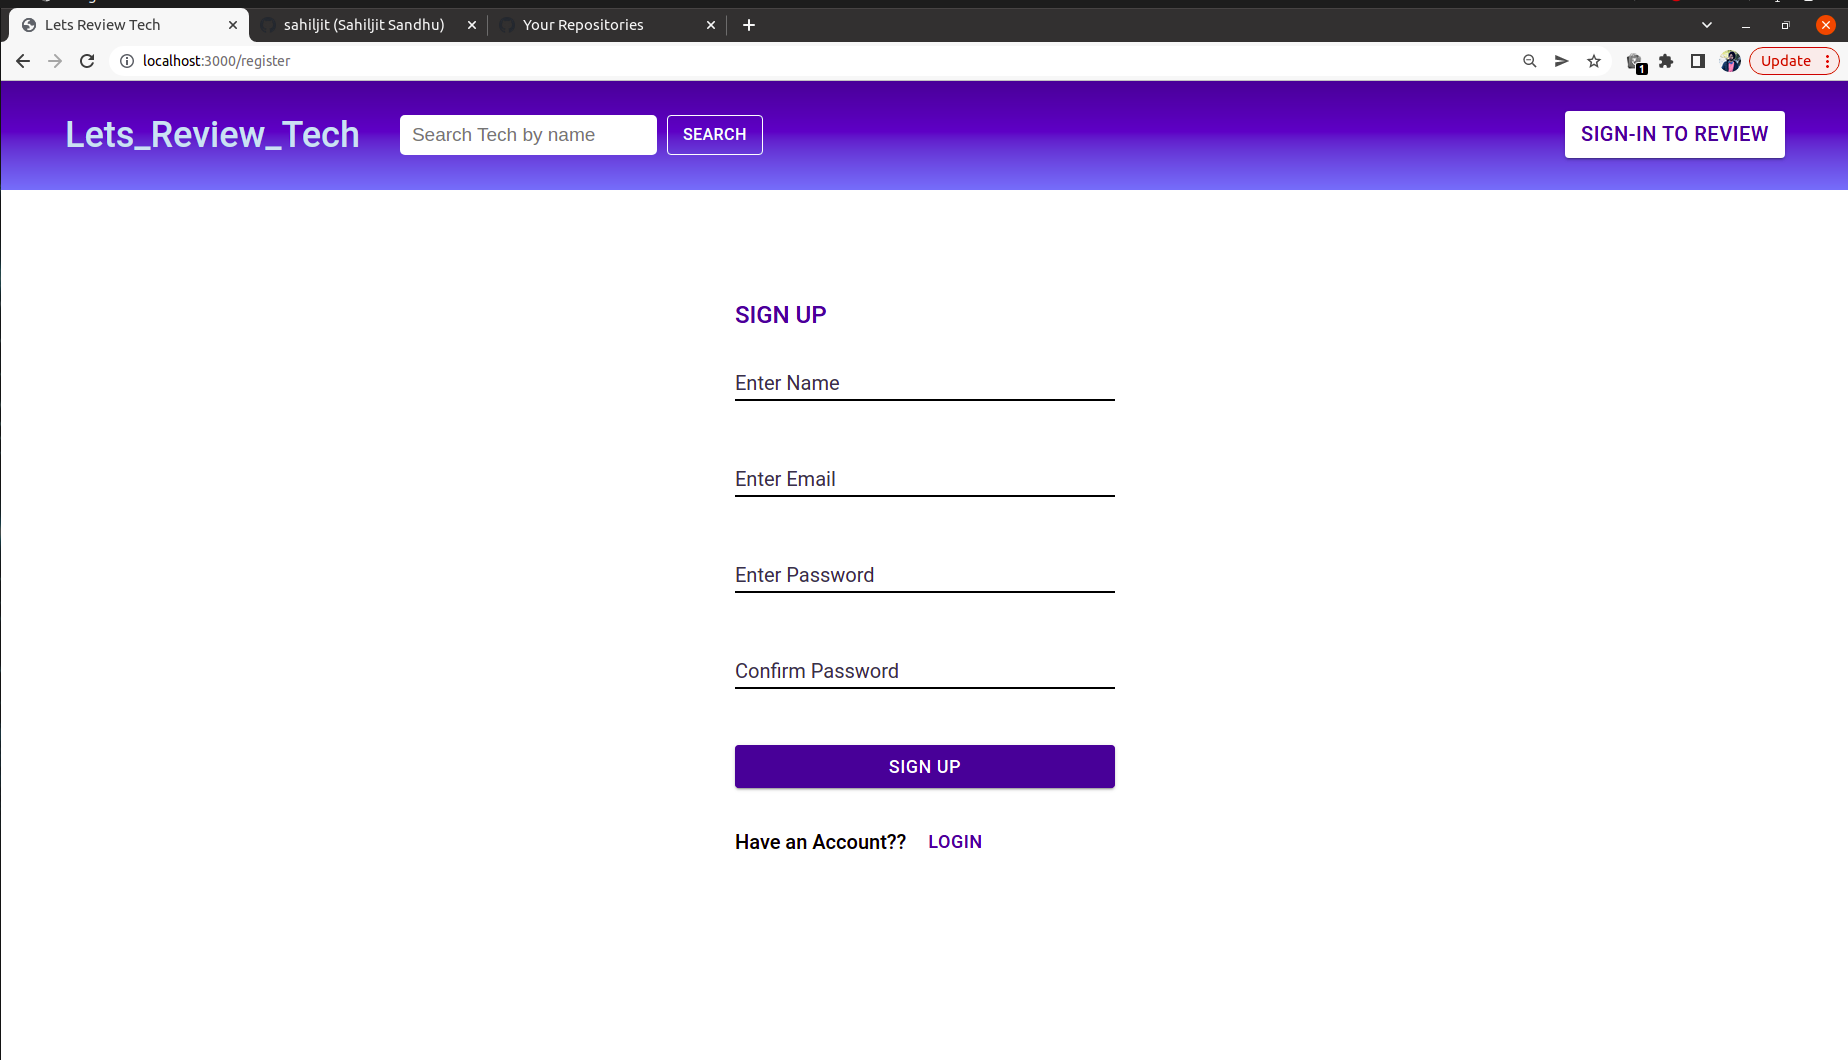 Lets Review Tech
sahiljit (Sahiljit Sandhu)
Your Repositories
localhost:3000/register
1
Update
Lets_Review_Tech
Search Tech by name
SEARCH
SIGN-IN TO REVIEW
SIGN UP
Enter Name
Enter Email
Enter Password
Confirm Password
SIGN UP
Have an Account?? LOGIN